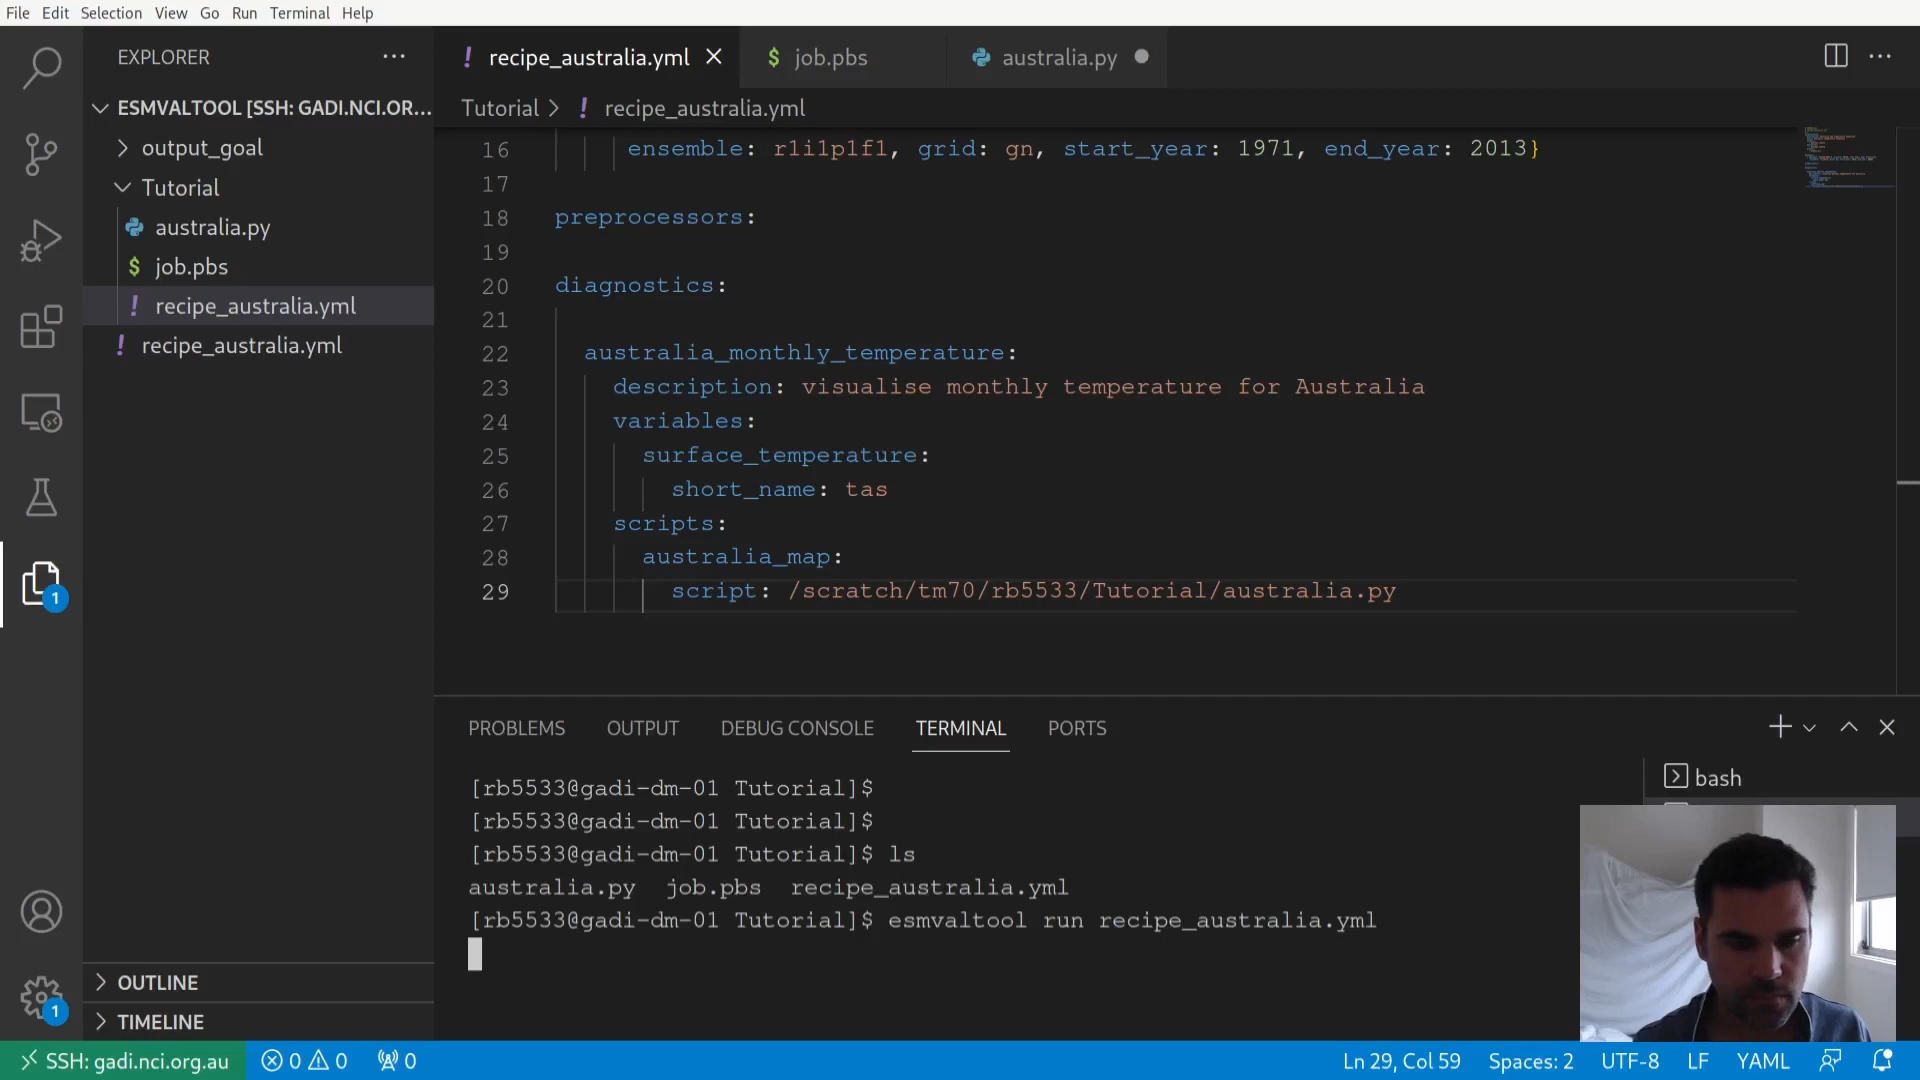 File Edit Selection View Go Run Terminal Help
EXPLORER
ESMVALTOOL [SSH: GADI.NCI.OR...
output_goal
Tutorial
australia.py
$ job.pbs
! recipe_australia.yml
! recipe_australia.yml
OUTLINE
TIMELINE
! recipe_australia.yml
$ job.pbs
australia.py
Tutorial > ! recipe_australia.yml
16 ensemble: r1i1p1f1, grid: gn, start_year: 1971, end_year: 2013}
17
18 preprocessors:
19
20 diagnostics:
21
22 australia_monthly_temperature:
23 description: visualise monthly temperature for Australia
24 variables:
25 surface_temperature:
26 short_name: tas
27 scripts:
28 australia_map:
29 script: /scratch/tm70/rb5533/Tutorial/australia.py
PROBLEMS OUTPUT DEBUG CONSOLE TERMINAL PORTS
[rb5533@gadi-dm-01 Tutorial]$
[rb5533@gadi-dm-01 Tutorial]$
[rb5533@gadi-dm-01 Tutorial]$ ls
australia.py job.pbs recipe_australia.yml
[rb5533@gadi-dm-01 Tutorial]$ esmvaltool run recipe_australia.yml
bash
1
1
SSH: gadi.nci.org.au 0 0 0 Ln 29, Col 59 Spaces: 2 UTF-8 LF YAML